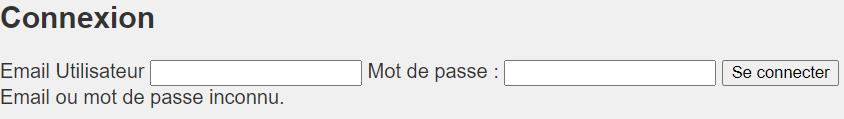 Connexion
Email Utilisateur Mot de passe : Se connecter
Email ou mot de passe inconnu.